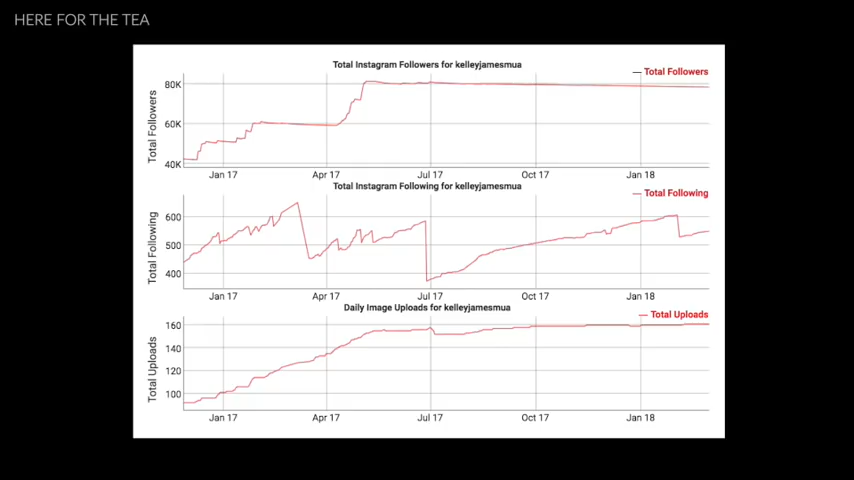 HERE FOR THE TEA
Total Instagram Followers for kelleyjamesmua
Total Followers
80K
60K
40K
Total Followers
Jan 17 Apr 17 Jul 17 Oct 17 Jan 18
Total Instagram Following for kelleyjamesmua
Total Following
600
500
400
Total Following
Jan 17 Apr 17 Jul 17 Oct 17 Jan 18
Daily Image Uploads for kelleyjamesmua
Total Uploads
160
140
120
100
Total Uploads
Jan 17 Apr 17 Jul 17 Oct 17 Jan 18